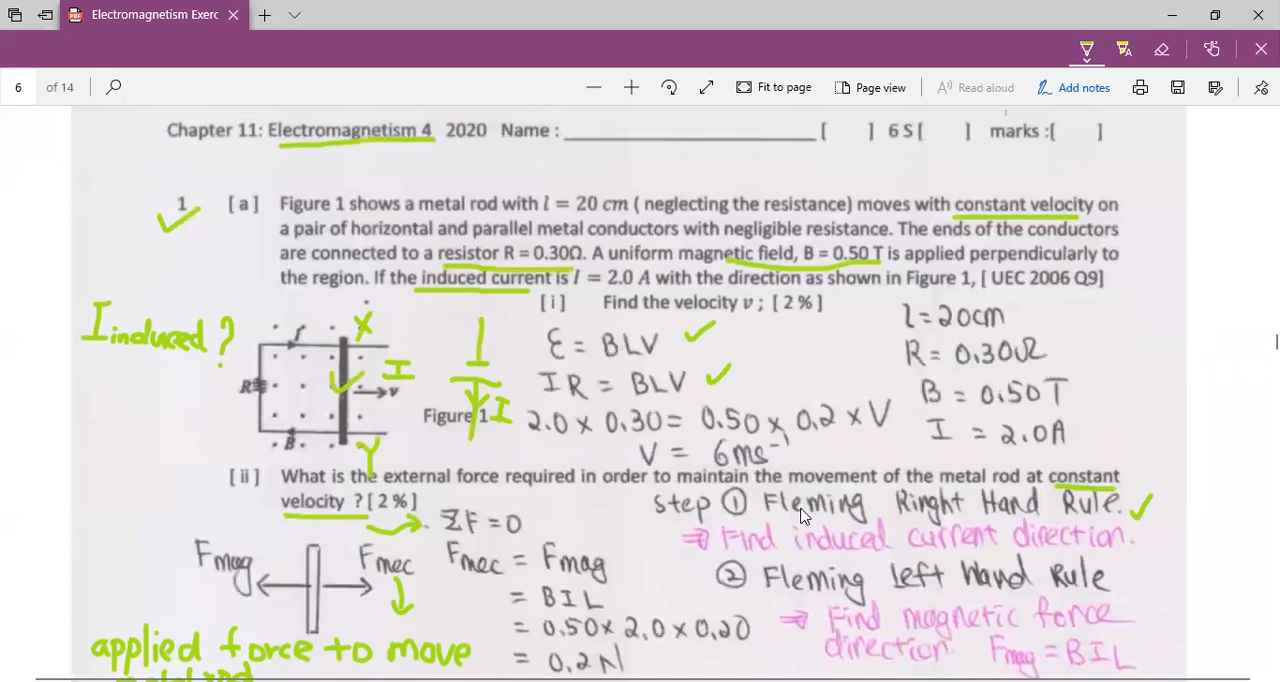 Electromagnetism Exerc
6 of 14
Fit to page
Page view
Read aloud
Add notes
Chapter 11: Electromagnetism 4 2020 Name : [ ] 6 S [ ] marks :[ ]
1 [a] Figure 1 shows a metal rod with l = 20 cm ( neglecting the resistance) moves with constant velocity on
a pair of horizontal and parallel metal conductors with negligible resistance. The ends of the conductors
are connected to a resistor R = 0.30Ω. A uniform magnetic field, B = 0.50 T is applied perpendicularly to
the region. If the induced current is I = 2.0 A with the direction as shown in Figure 1, [ UEC 2006 Q9]
[i] Find the velocity v ; [ 2 % ]
I induced ?
X
I
R
v
B
Y
I
Figure 1
ε = BLV
IR = BLV
2.0 x 0.30 = 0.50 x 0.2 x V
V = 6ms⁻¹
l = 20cm
R = 0.30Ω
B = 0.50T
I = 2.0A
[ii] What is the external force required in order to maintain the movement of the metal rod at constant
velocity ? [ 2 % ]
Fmag
Fmec
ΣF = 0
Fmec = Fmag
= BIL
= 0.50 x 2.0 x 0.20
= 0.2N
step ① Fleming Ringht Hand Rule.
⇒ Find induced current direction.
② Fleming Left Hand Rule
⇒ Find magnetic force
direction. Fmag = BIL
applied force to move
metal rod